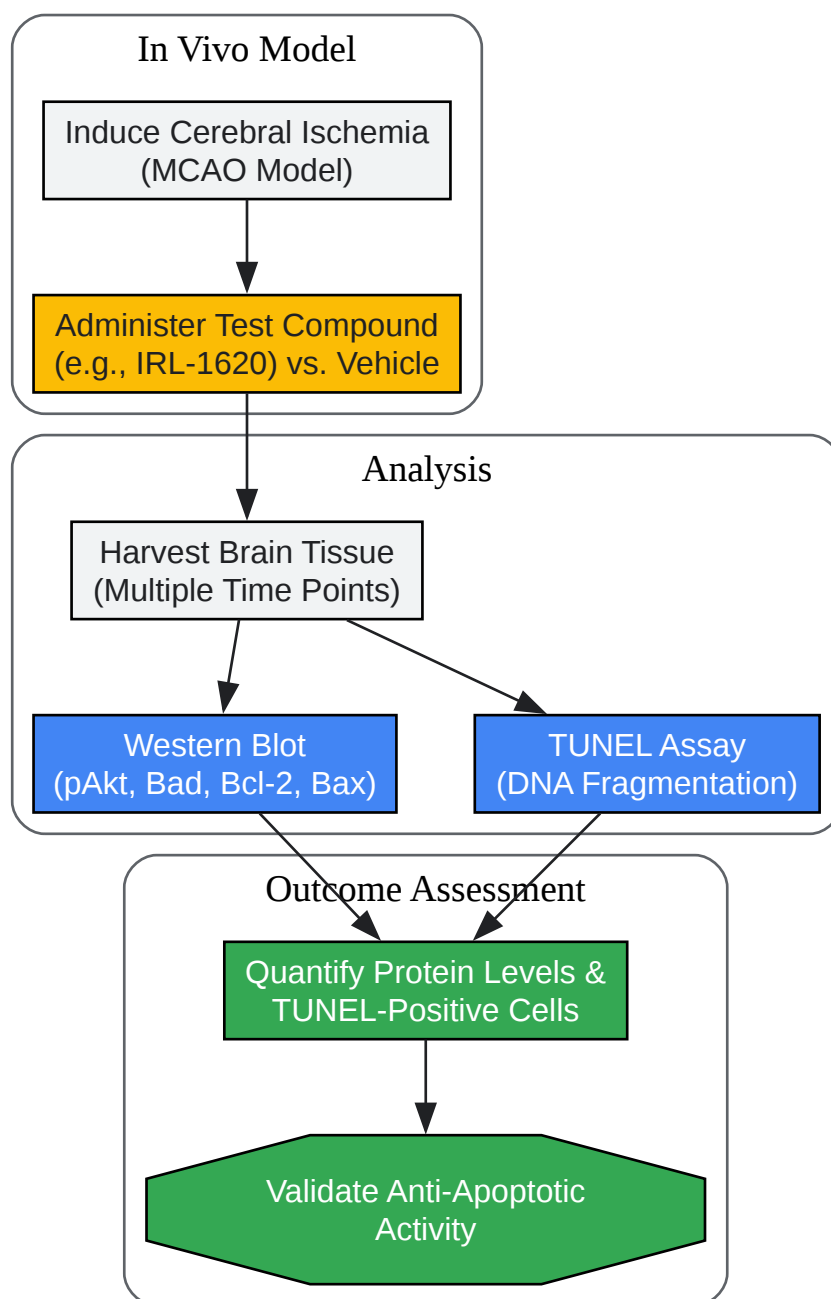 In Vivo Model
Induce Cerebral Ischemia
(MCAO Model)
Administer Test Compound
(e.g., IRL-1620) vs. Vehicle
Analysis
Harvest Brain Tissue
(Multiple Time Points)
Western Blot
(pAkt, Bad, Bcl-2, Bax)
TUNEL Assay
(DNA Fragmentation)
Outcome Assessment
Quantify Protein Levels &
TUNEL-Positive Cells
Validate Anti-Apoptotic
Activity